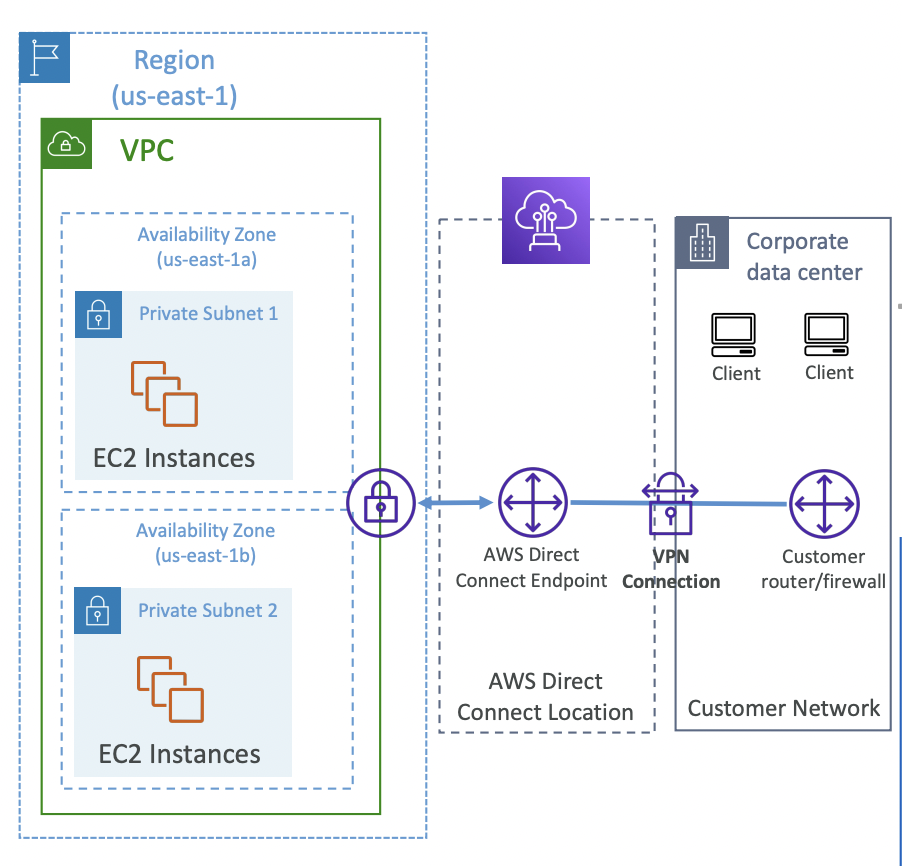 Region
(us-east-1)
VPC
Availability Zone
(us-east-1a)
Private Subnet 1
EC2 Instances
Availability Zone
(us-east-1b)
Private Subnet 2
EC2 Instances
AWS Direct
Connect Endpoint
AWS Direct
Connect Location
VPN
Connection
Corporate
data center
Client
Client
Customer
router/firewall
Customer Network